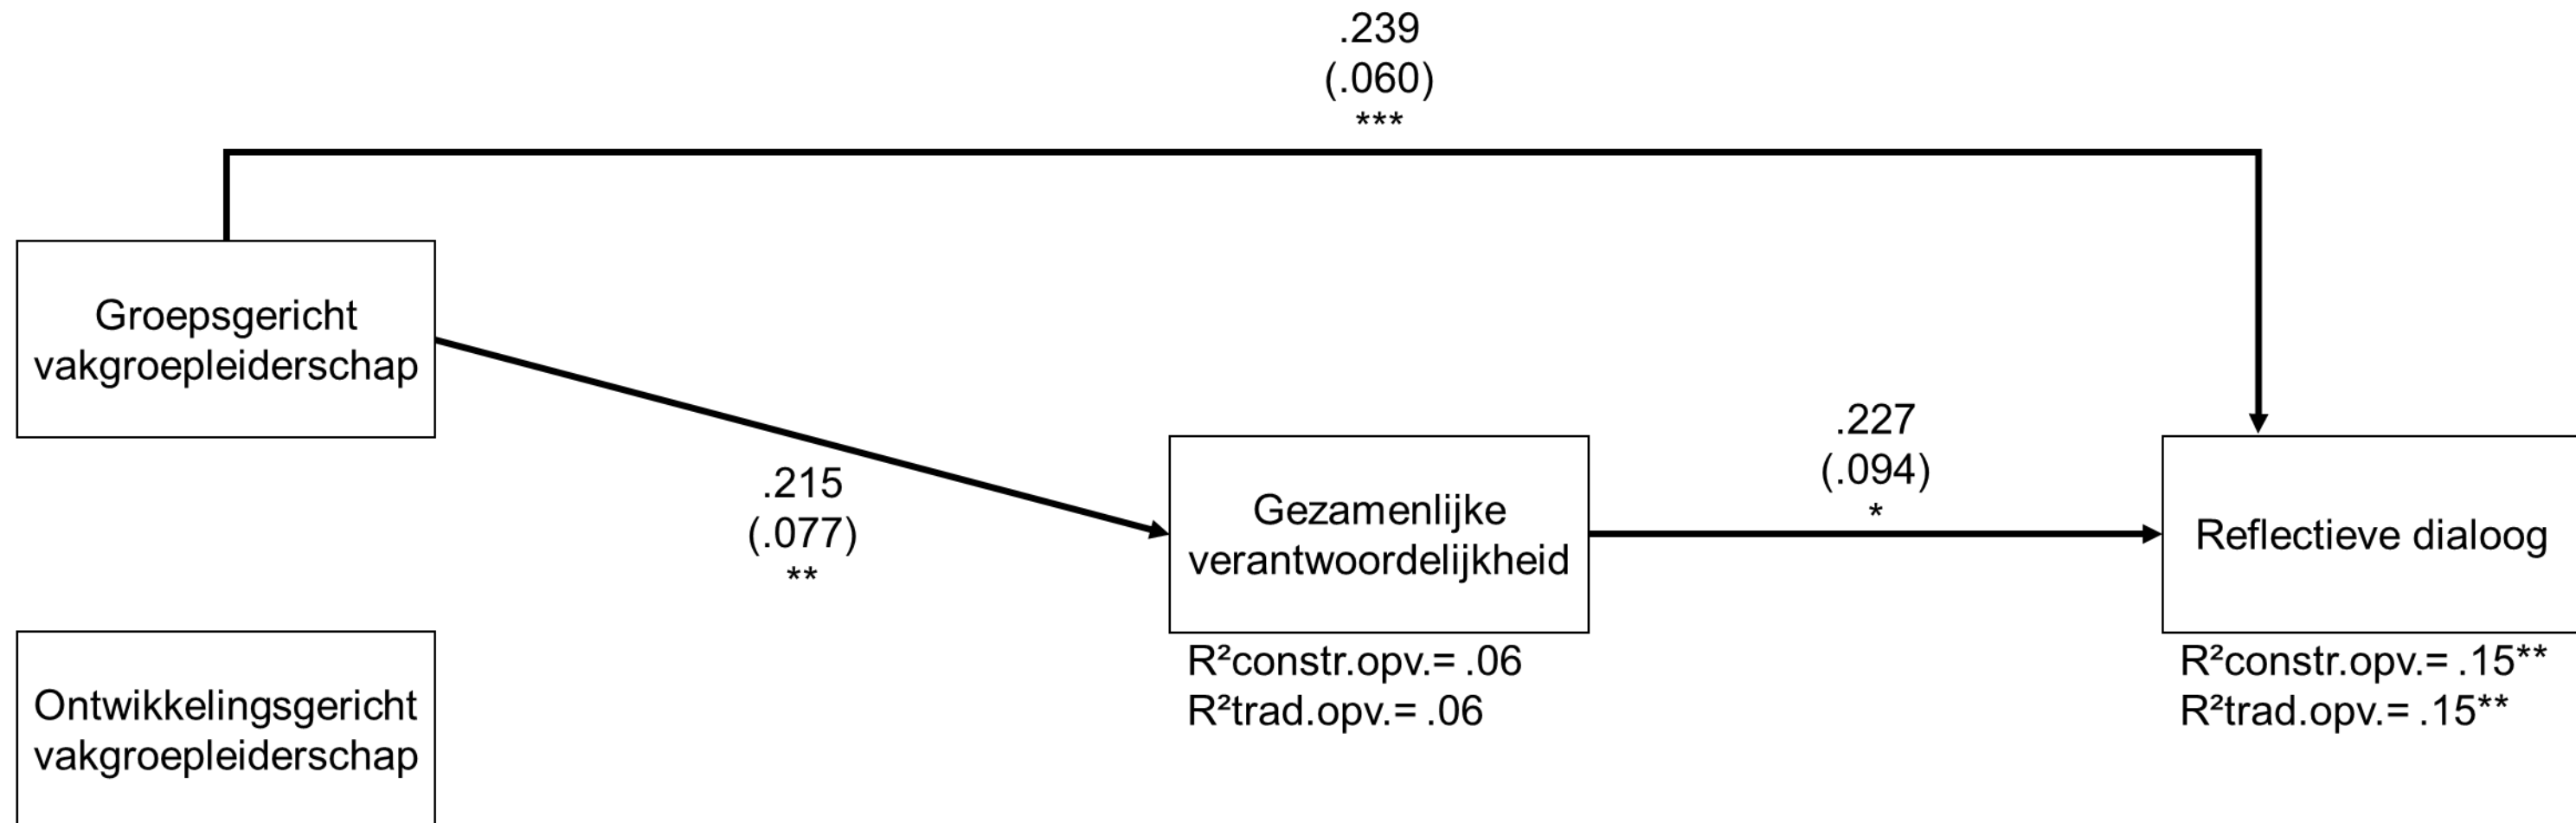 .239
(.060)
***
Groepsgericht
vakgroepleiderschap
.215
(.077)
**
Gezamenlijke
verantwoordelijkheid
.227
(.094)
*
Reflectieve dialoog
R²constr.opv.= .06
R²trad.opv.= .06
R²constr.opv.= .15**
R²trad.opv.= .15**
Ontwikkelingsgericht
vakgroepleiderschap